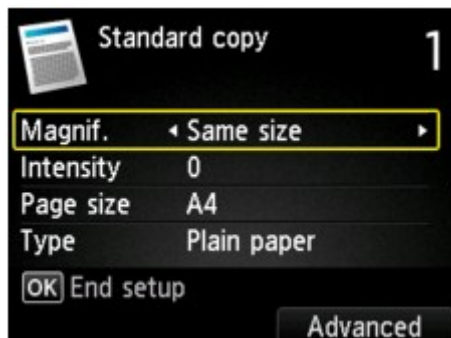 Standard copy 1
Magnif. Same size
Intensity 0
Page size A4
Type Plain paper
OK End setup
Advanced